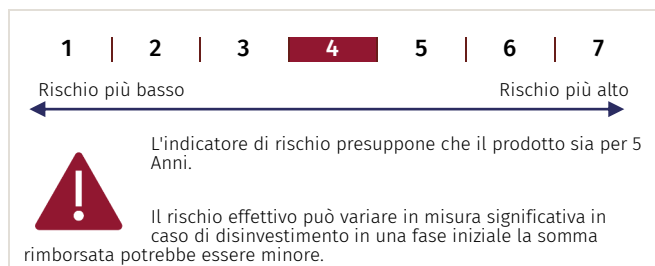 1 | 2 | 3 | 4 | 5 | 6 | 7
Rischio più basso Rischio più alto
L'indicatore di rischio presuppone che il prodotto sia per 5
Anni.
Il rischio effettivo può variare in misura significativa in
caso di disinvestimento in una fase iniziale la somma
rimborsata potrebbe essere minore.